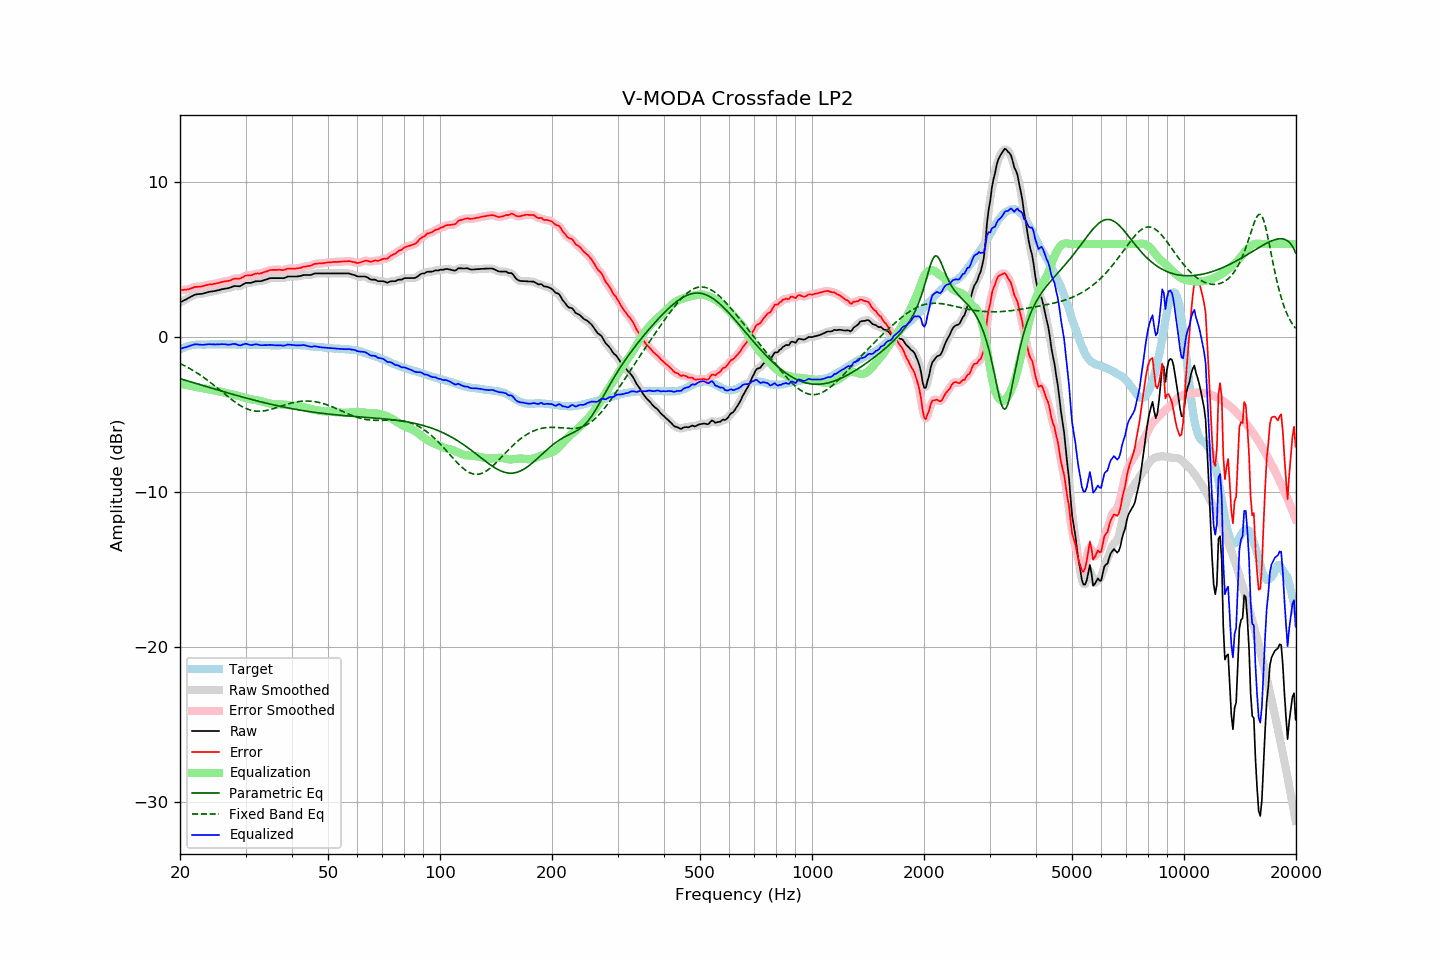 V-MODA Crossfade LP2
Amplitude (dBr)
10
0
−10
−20
−30
Target
Raw Smoothed
Error Smoothed
Raw
Error
Equalization
Parametric Eq
Fixed Band Eq
Equalized
20 50 100 200 500 1000 2000 5000 10000 20000
Frequency (Hz)